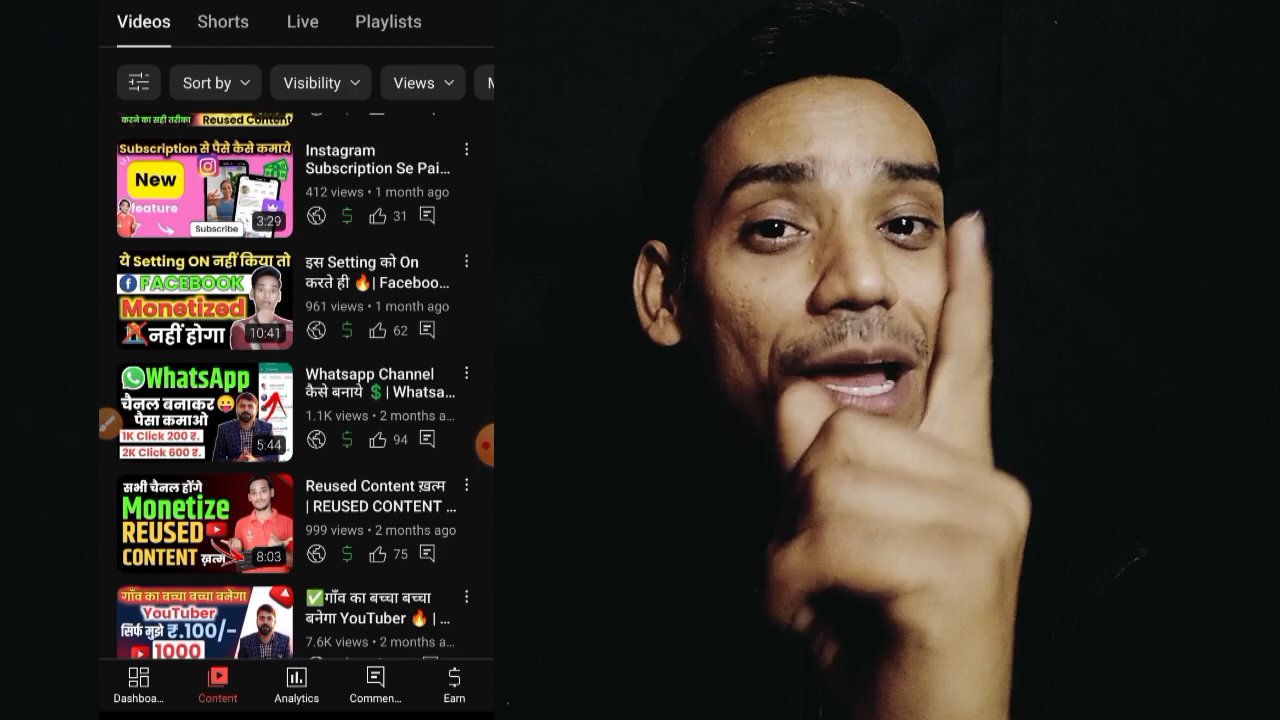 Videos
Shorts
Live
Playlists
Sort by
Visibility
Views
M
करने का सही तरीका
Reused Content
Subscription से पैसे कैसे कमाये
New
feature
Subscribe
3:29
Instagram
Subscription Se Pai...
412 views • 1 month ago
31
ये Setting ON नहीं किया तो
FACEBOOK
Monetized
नहीं होगा
10:41
इस Setting को On
करते ही 🔥| Faceboo...
961 views • 1 month ago
62
WhatsApp
चैनल बनाकर
पैसा कमाओ
1K Click 200 ₹.
2K Click 600 ₹.
5:44
Whatsapp Channel
कैसे बनाये 💲| Whatsa...
1.1K views • 2 months a...
94
सभी चैनल होंगे
Monetize
REUSED
CONTENT ख़त्म
8:03
Reused Content ख़त्म
| REUSED CONTENT ...
999 views • 2 months ago
75
गाँव का बच्चा बच्चा बनेगा
YouTuber
सिर्फ मुझे ₹.100/-
1000
✅गाँव का बच्चा बच्चा
बनेगा YouTuber 🔥 | ...
7.6K views • 2 months a...
Dashboa...
Content
Analytics
Commen...
Earn